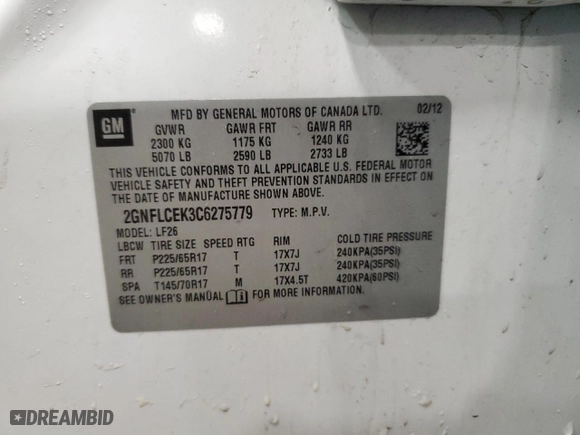 GM
MFD BY GENERAL MOTORS OF CANADA LTD. 02/12
GVWR GAWR FRT GAWR RR
2300 KG 1175 KG 1240 KG
5070 LB 2590 LB 2733 LB
THIS VEHICLE CONFORMS TO ALL APPLICABLE U.S. FEDERAL MOTOR
VEHICLE SAFETY AND THEFT PREVENTION STANDARDS IN EFFECT ON
THE DATE OF MANUFACTURE SHOWN ABOVE.
2GNFLCEK3C6275779 TYPE: M.P.V.
MODEL: LF26
LBCW TIRE SIZE SPEED RTG RIM COLD TIRE PRESSURE
FRT P225/65R17 T 17X7J 240KPA(35PSI)
RR P225/65R17 T 17X7J 240KPA(35PSI)
SPA T145/70R17 M 17X4.5T 420KPA(60PSI)
SEE OWNER'S MANUAL FOR MORE INFORMATION.
DREAMBID